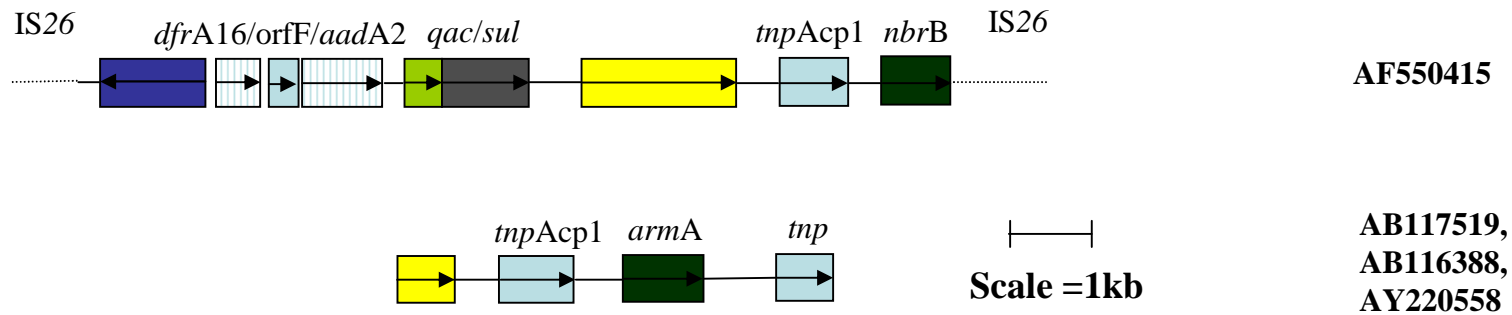 IS26 dfrA16/orfF/aadA2 qac/sul tnpAcp1 nbrB IS26
AF550415
tnpAcp1 armA tnp
Scale =1kb
AB117519,
AB116388,
AY220558